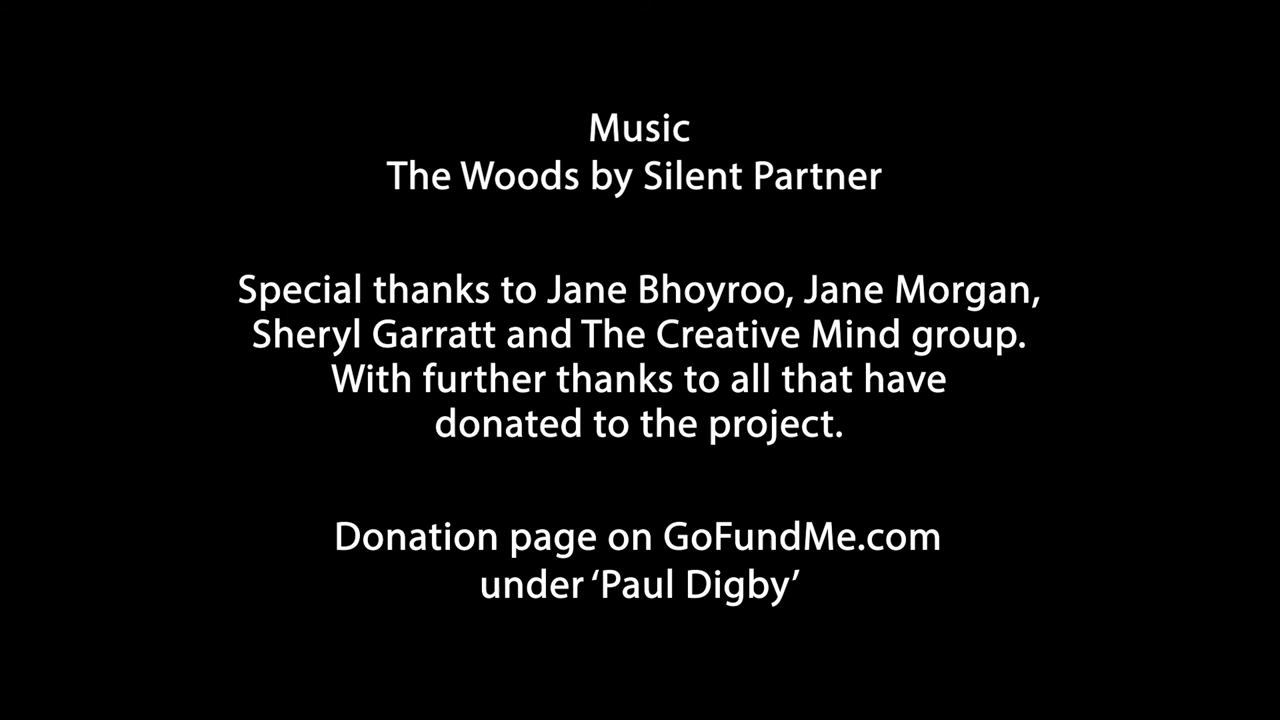 Music
The Woods by Silent Partner
Special thanks to Jane Bhoyroo, Jane Morgan,
Sheryl Garratt and The Creative Mind group.
With further thanks to all that have
donated to the project.
Donation page on GoFundMe.com
under ‘Paul Digby’